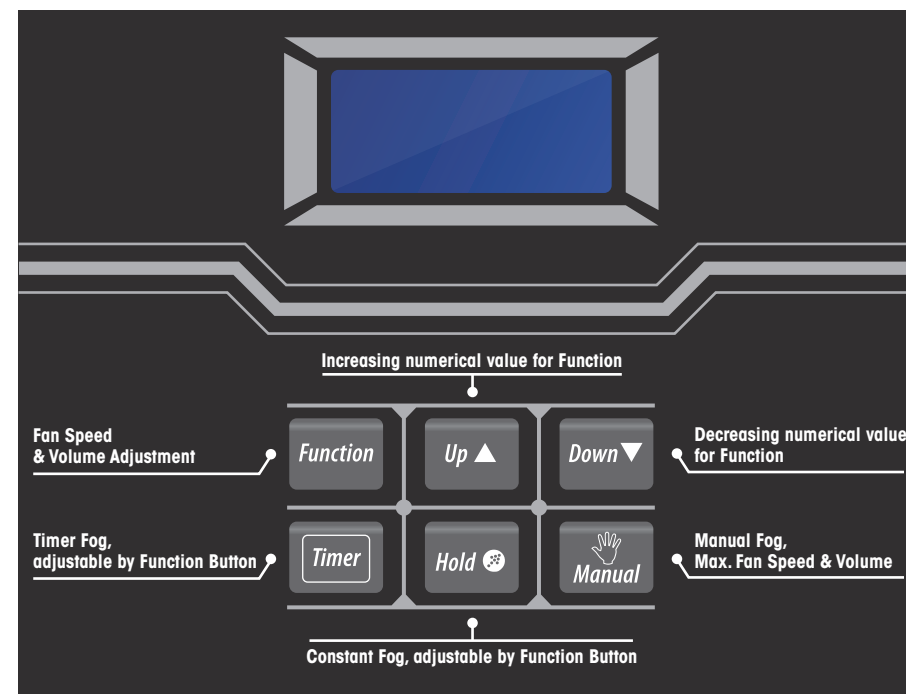 Increasing numerical value for Function
Fan Speed
& Volume Adjustment
Function
Up ▲
Down ▼
Decreasing numerical value
for Function
Timer Fog,
adjustable by Function Button
Timer
Hold
Manual
Manual Fog,
Max. Fan Speed & Volume
Constant Fog, adjustable by Function Button